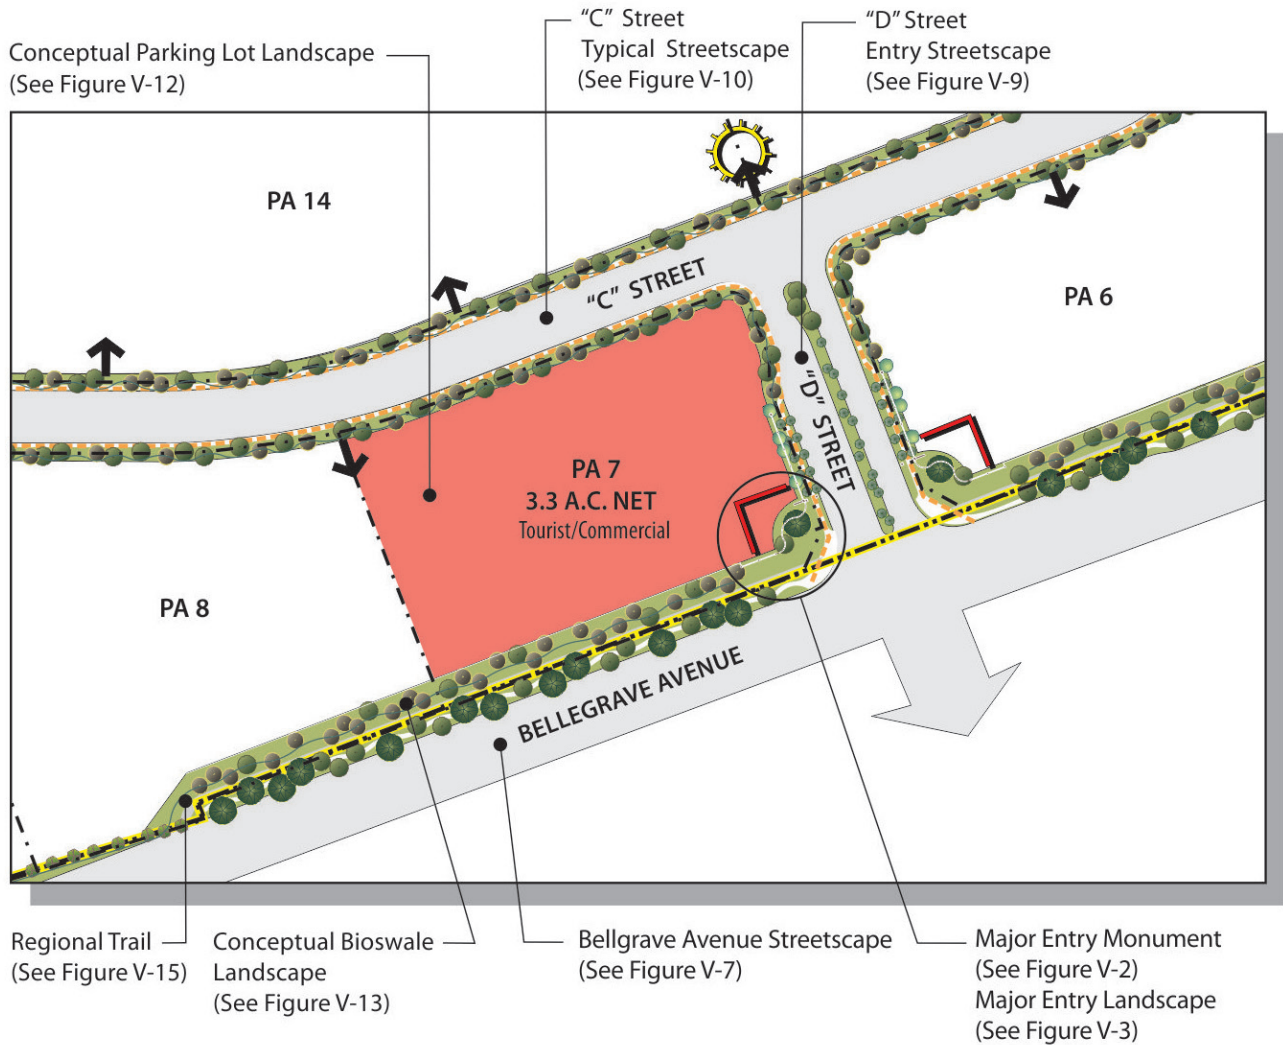 Conceptual Parking Lot Landscape
(See Figure V-12)
“C” Street
Typical Streetscape
(See Figure V-10)
“D” Street
Entry Streetscape
(See Figure V-9)
PA 14
“C” STREET
PA 6
“D” STREET
PA 7
3.3 A.C. NET
Tourist/Commercial
PA 8
BELLEGRAVE AVENUE
Regional Trail
(See Figure V-15)
Conceptual Bioswale
Landscape
(See Figure V-13)
Bellgrave Avenue Streetscape
(See Figure V-7)
Major Entry Monument
(See Figure V-2)
Major Entry Landscape
(See Figure V-3)